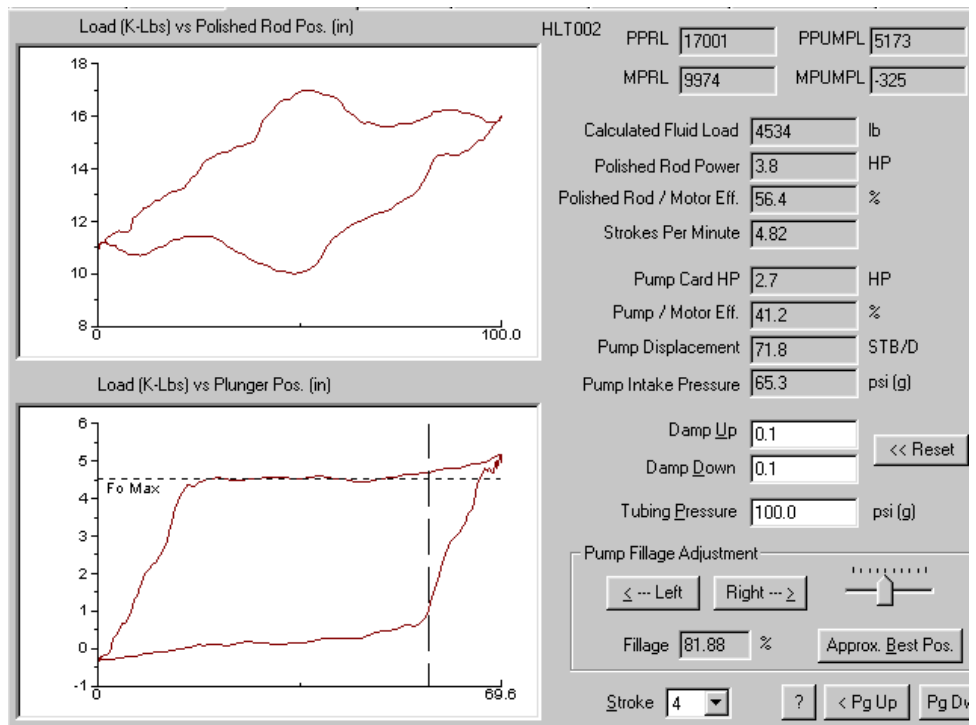 Load (K-Lbs) vs Polished Rod Pos. (in)
18
16
14
12
10
8
0
100.0
Load (K-Lbs) vs Plunger Pos. (in)
6
5
4
3
2
1
0
-1
Fo Max
0
69.6
HLT002
PPRL 17001 PPUMPL 5173
MPRL 9974 MPUMPL -325
Calculated Fluid Load 4534 lb
Polished Rod Power 3.8 HP
Polished Rod / Motor Eff. 56.4 %
Strokes Per Minute 4.82
Pump Card HP 2.7 HP
Pump / Motor Eff. 41.2 %
Pump Displacement 71.8 STB/D
Pump Intake Pressure 65.3 psi (g)
Damp Up 0.1
Damp Down 0.1
<< Reset
Tubing Pressure 100.0 psi (g)
Pump Fillage Adjustment
< --- Left Right --- >
Fillage 81.88 % Approx. Best Pos.
Stroke 4 ? < Pg Up Pg Dw